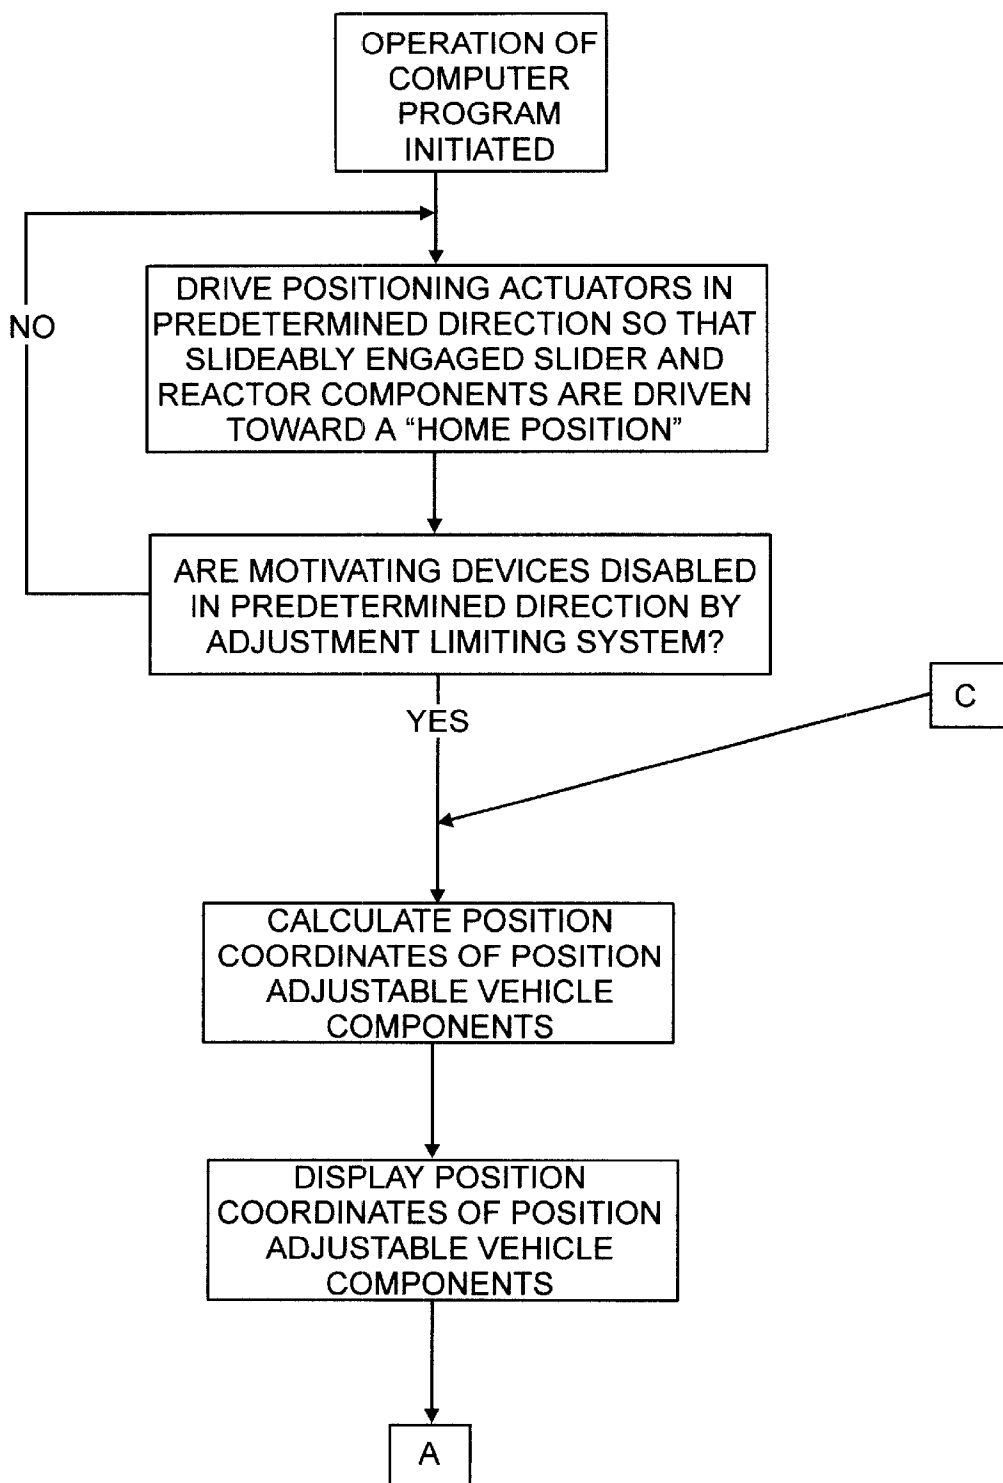 OPERATION OF
COMPUTER
PROGRAM
INITIATED
DRIVE POSITIONING ACTUATORS IN
PREDETERMINED DIRECTION SO THAT
SLIDEABLY ENGAGED SLIDER AND
REACTOR COMPONENTS ARE DRIVEN
TOWARD A “HOME POSITION”
NO
ARE MOTIVATING DEVICES DISABLED
IN PREDETERMINED DIRECTION BY
ADJUSTMENT LIMITING SYSTEM?
YES
C
CALCULATE POSITION
COORDINATES OF POSITION
ADJUSTABLE VEHICLE
COMPONENTS
DISPLAY POSITION
COORDINATES OF POSITION
ADJUSTABLE VEHICLE
COMPONENTS
A